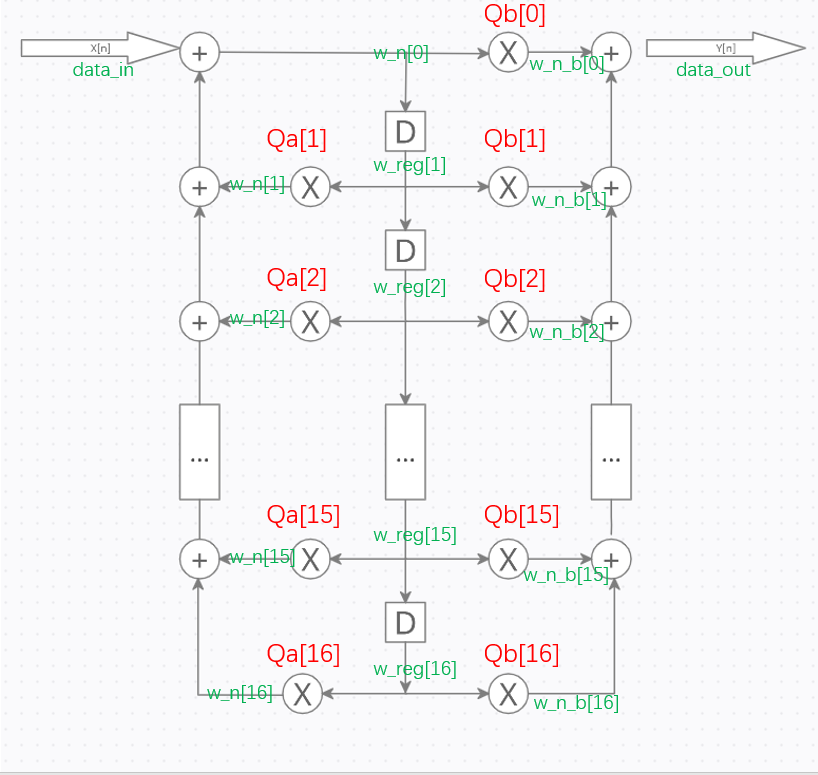 Qb[0]
X[n]
+
w_n[0]
X
+
Y[n]
data_in
w_n_b[0]
data_out
D
Qa[1]
Qb[1]
w_reg[1]
+
w_n[1]
X
X
w_n_b[1]
+
D
Qa[2]
Qb[2]
w_reg[2]
+
w_n[2]
X
X
w_n_b[2]
+
...
...
...
Qa[15]
Qb[15]
w_reg[15]
+
w_n[15]
X
X
w_n_b[15]
+
D
Qa[16]
Qb[16]
w_reg[16]
w_n[16]
X
X
w_n_b[16]